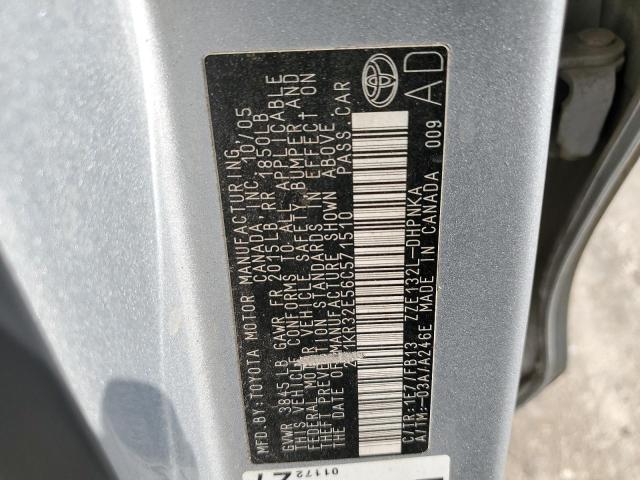 MFD.BY:TOYOTA MOTOR MANUFACTURING,
CANADA,INC. 10/05
GVWR 3845LB GAWR FR 2015LB,RR 1850LB
THIS VEHICLE CONFORMS TO ALL APPLICABLE
FEDERAL MOTOR VEHICLE SAFETY,BUMPER,AND
THEFT PREVENTION STANDARDS IN EFFECT ON
THE DATE OF MANUFACTURE SHOWN ABOVE.
2T1KR32E56C571510 PASS.CAR
C/TR:1E7/FB13 ZZE132L-DHPNKA
A/TM:-03A/A246E MADE IN CANADA 009
AD
01172